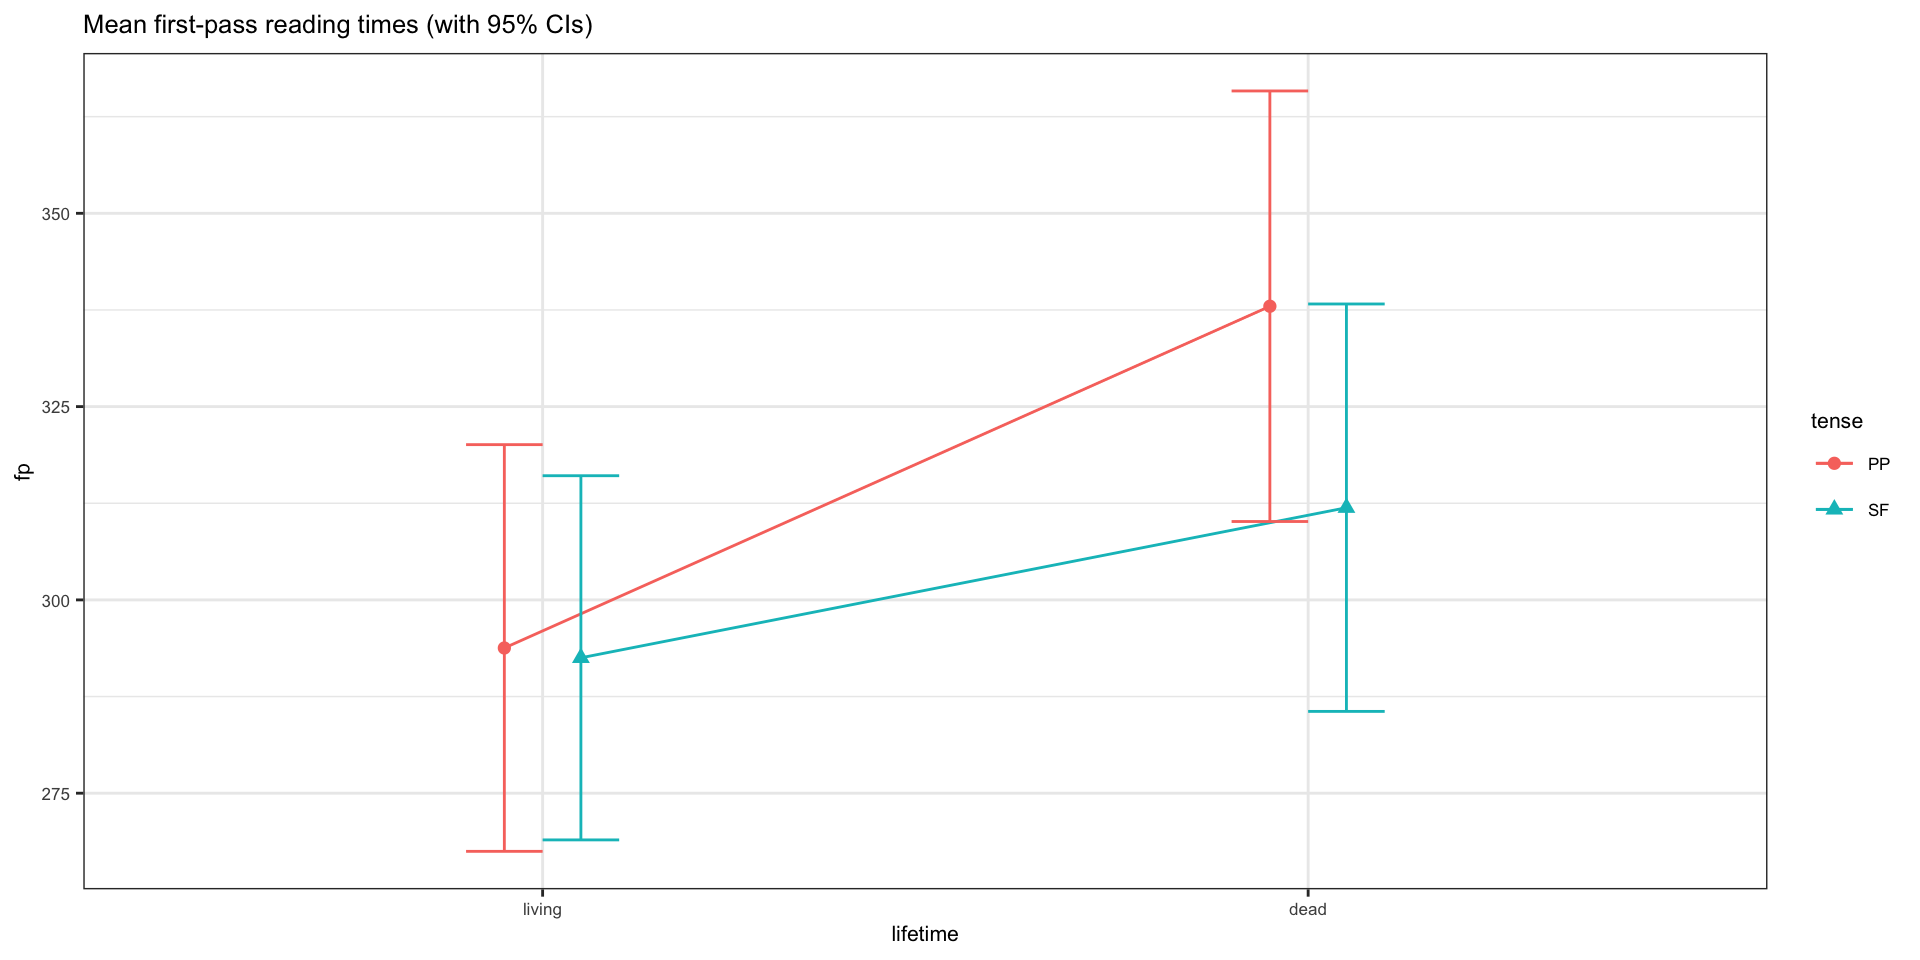 Mean first-pass reading times (with 95% CIs)
350
325
300
275
fp
living
dead
lifetime
tense
PP
SF